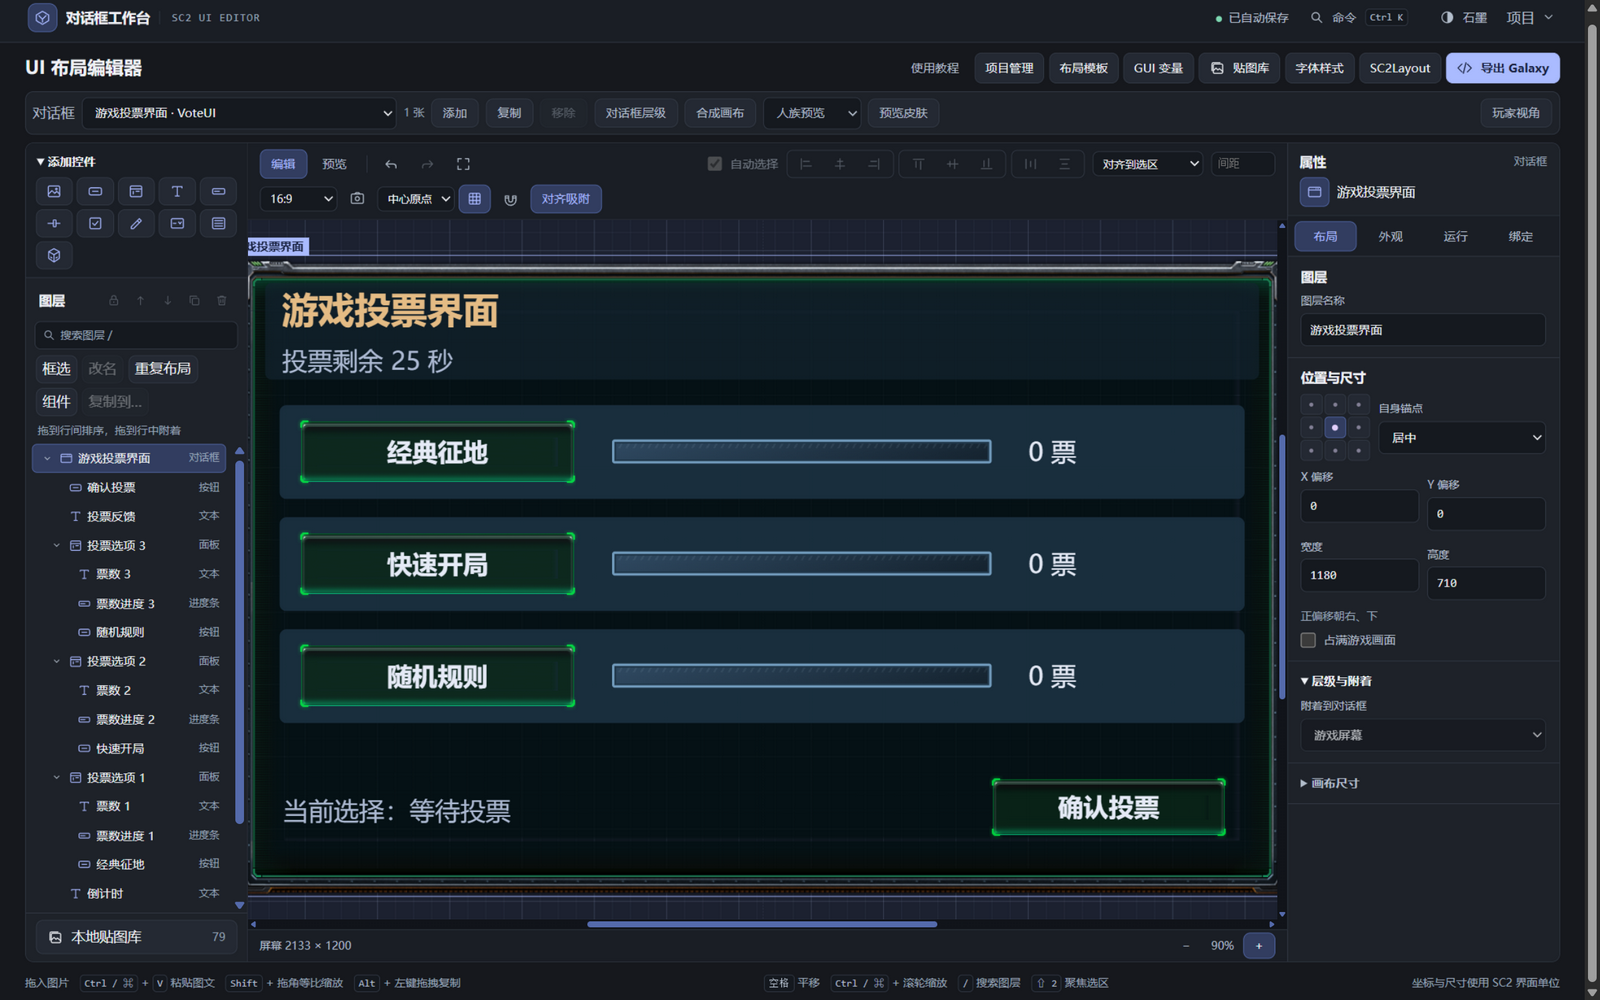 对话框工作台 SC2 UI EDITOR
已自动保存 命令 Ctrl K 石墨 项目
UI 布局编辑器
使用教程 项目管理 布局模板 GUI 变量 贴图库 字体样式 SC2Layout </> 导出 Galaxy
对话框 游戏投票界面 · VoteUI 1 张 添加 复制 移除 对话框层级 合成画布 人族预览 预览皮肤 玩家视角
添加控件
编辑 预览 自动选择 对齐到选区 间距
16:9 中心原点 对齐吸附
图层
搜索图层 /
框选 改名 重复布局
组件 复制到...
拖到行间排序，拖到行中附着
游戏投票界面 对话框
确认投票 按钮
投票反馈 文本
投票选项 3 面板
票数 3 文本
票数进度 3 进度条
随机规则 按钮
投票选项 2 面板
票数 2 文本
票数进度 2 进度条
快速开局 按钮
投票选项 1 面板
票数 1 文本
票数进度 1 进度条
经典征地 按钮
倒计时 文本
本地贴图库 79
戏投票界面
游戏投票界面
投票剩余 25 秒
经典征地 0 票
快速开局 0 票
随机规则 0 票
当前选择：等待投票 确认投票
屏幕 2133 × 1200 − 90% +
属性 对话框
游戏投票界面
布局 外观 运行 绑定
图层
图层名称
游戏投票界面
位置与尺寸
自身锚点
居中
X 偏移 Y 偏移
0 0
宽度 高度
1180 710
正偏移朝右、下
占满游戏画面
层级与附着
附着到对话框
游戏屏幕
画布尺寸
拖入图片 Ctrl / ⌘ + V 粘贴图文 Shift + 拖角等比缩放 Alt + 左键拖拽复制 空格 平移 Ctrl / ⌘ + 滚轮缩放 / 搜索图层 ⇧ 2 聚焦选区 坐标与尺寸使用 SC2 界面单位